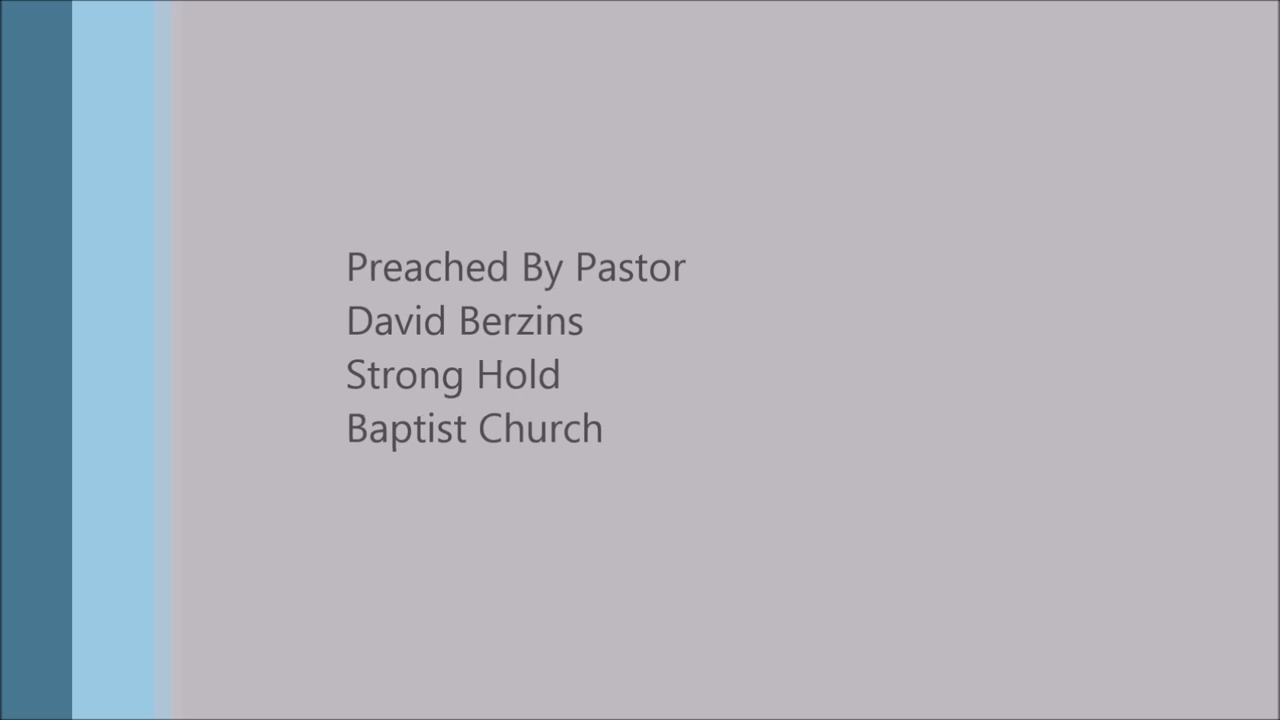 Preached By Pastor
David Berzins
Strong Hold
Baptist Church